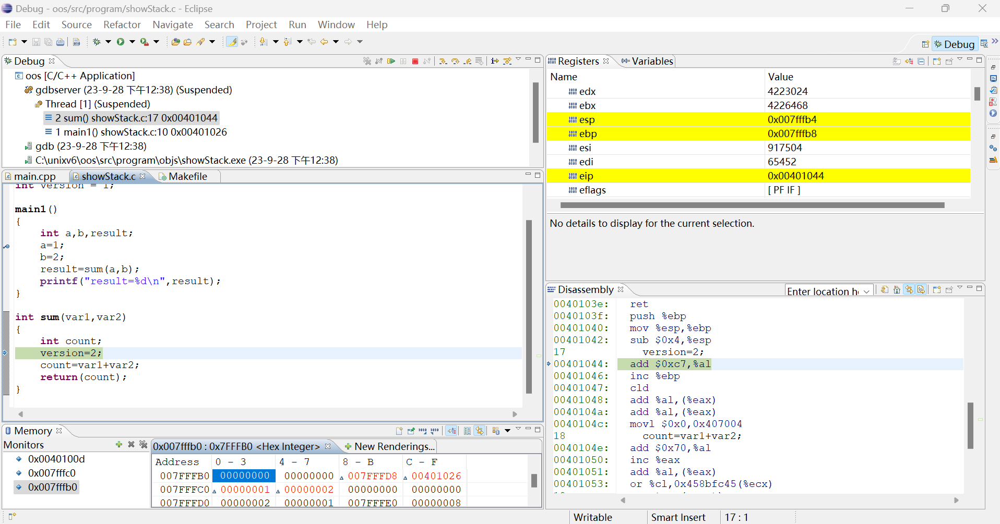 Debug - oos/src/program/showStack.c - Eclipse
File Edit Source Refactor Navigate Search Project Run Window Help
Debug
Debug
oos [C/C++ Application]
gdbserver (23-9-28 下午12:38) (Suspended)
Thread [1] (Suspended)
2 sum() showStack.c:17 0x00401044
1 main1() showStack.c:10 0x00401026
gdb (23-9-28 下午12:38)
C:\unixv6\oos\src\program\objs\showStack.exe (23-9-28 下午12:38)
Registers (x)= Variables
Name Value
edx 4223024
ebx 4226468
esp 0x007fffb4
ebp 0x007fffb8
esi 917504
edi 65452
eip 0x00401044
eflags [ PF IF ]
No details to display for the current selection.
main.cpp showStack.c Makefile
int version = 1;
main1()
{
int a,b,result;
a=1;
b=2;
result=sum(a,b);
printf("result=%d\n",result);
}
int sum(var1,var2)
{
int count;
version=2;
count=var1+var2;
return(count);
}
Disassembly Enter location h
0040103e: ret
0040103f: push %ebp
00401040: mov %esp,%ebp
00401042: sub $0x4,%esp
17 version=2;
00401044: add $0xc7,%al
00401046: inc %ebp
00401047: cld
00401048: add %al,(%eax)
0040104a: add %al,(%eax)
0040104c: movl $0x0,0x407004
18 count=var1+var2;
0040104e: add $0x70,%al
00401050: inc %eax
00401051: add %al,(%eax)
00401053: or %cl,0x458bfc45(%ecx)
Memory
Monitors
0x0040100d
0x007fffc0
0x007fffb0
0x007fffb0 : 0x7FFFB0 <Hex Integer> New Renderings...
Address 0 - 3 4 - 7 8 - B C - F
007FFFB0 00000000 00000000 007FFFD8 00401026
007FFFC0 00000001 00000002 00000000 00000000
007FFFD0 00000002 00000001 007FFFE0 00000008
Writable Smart Insert 17 : 1